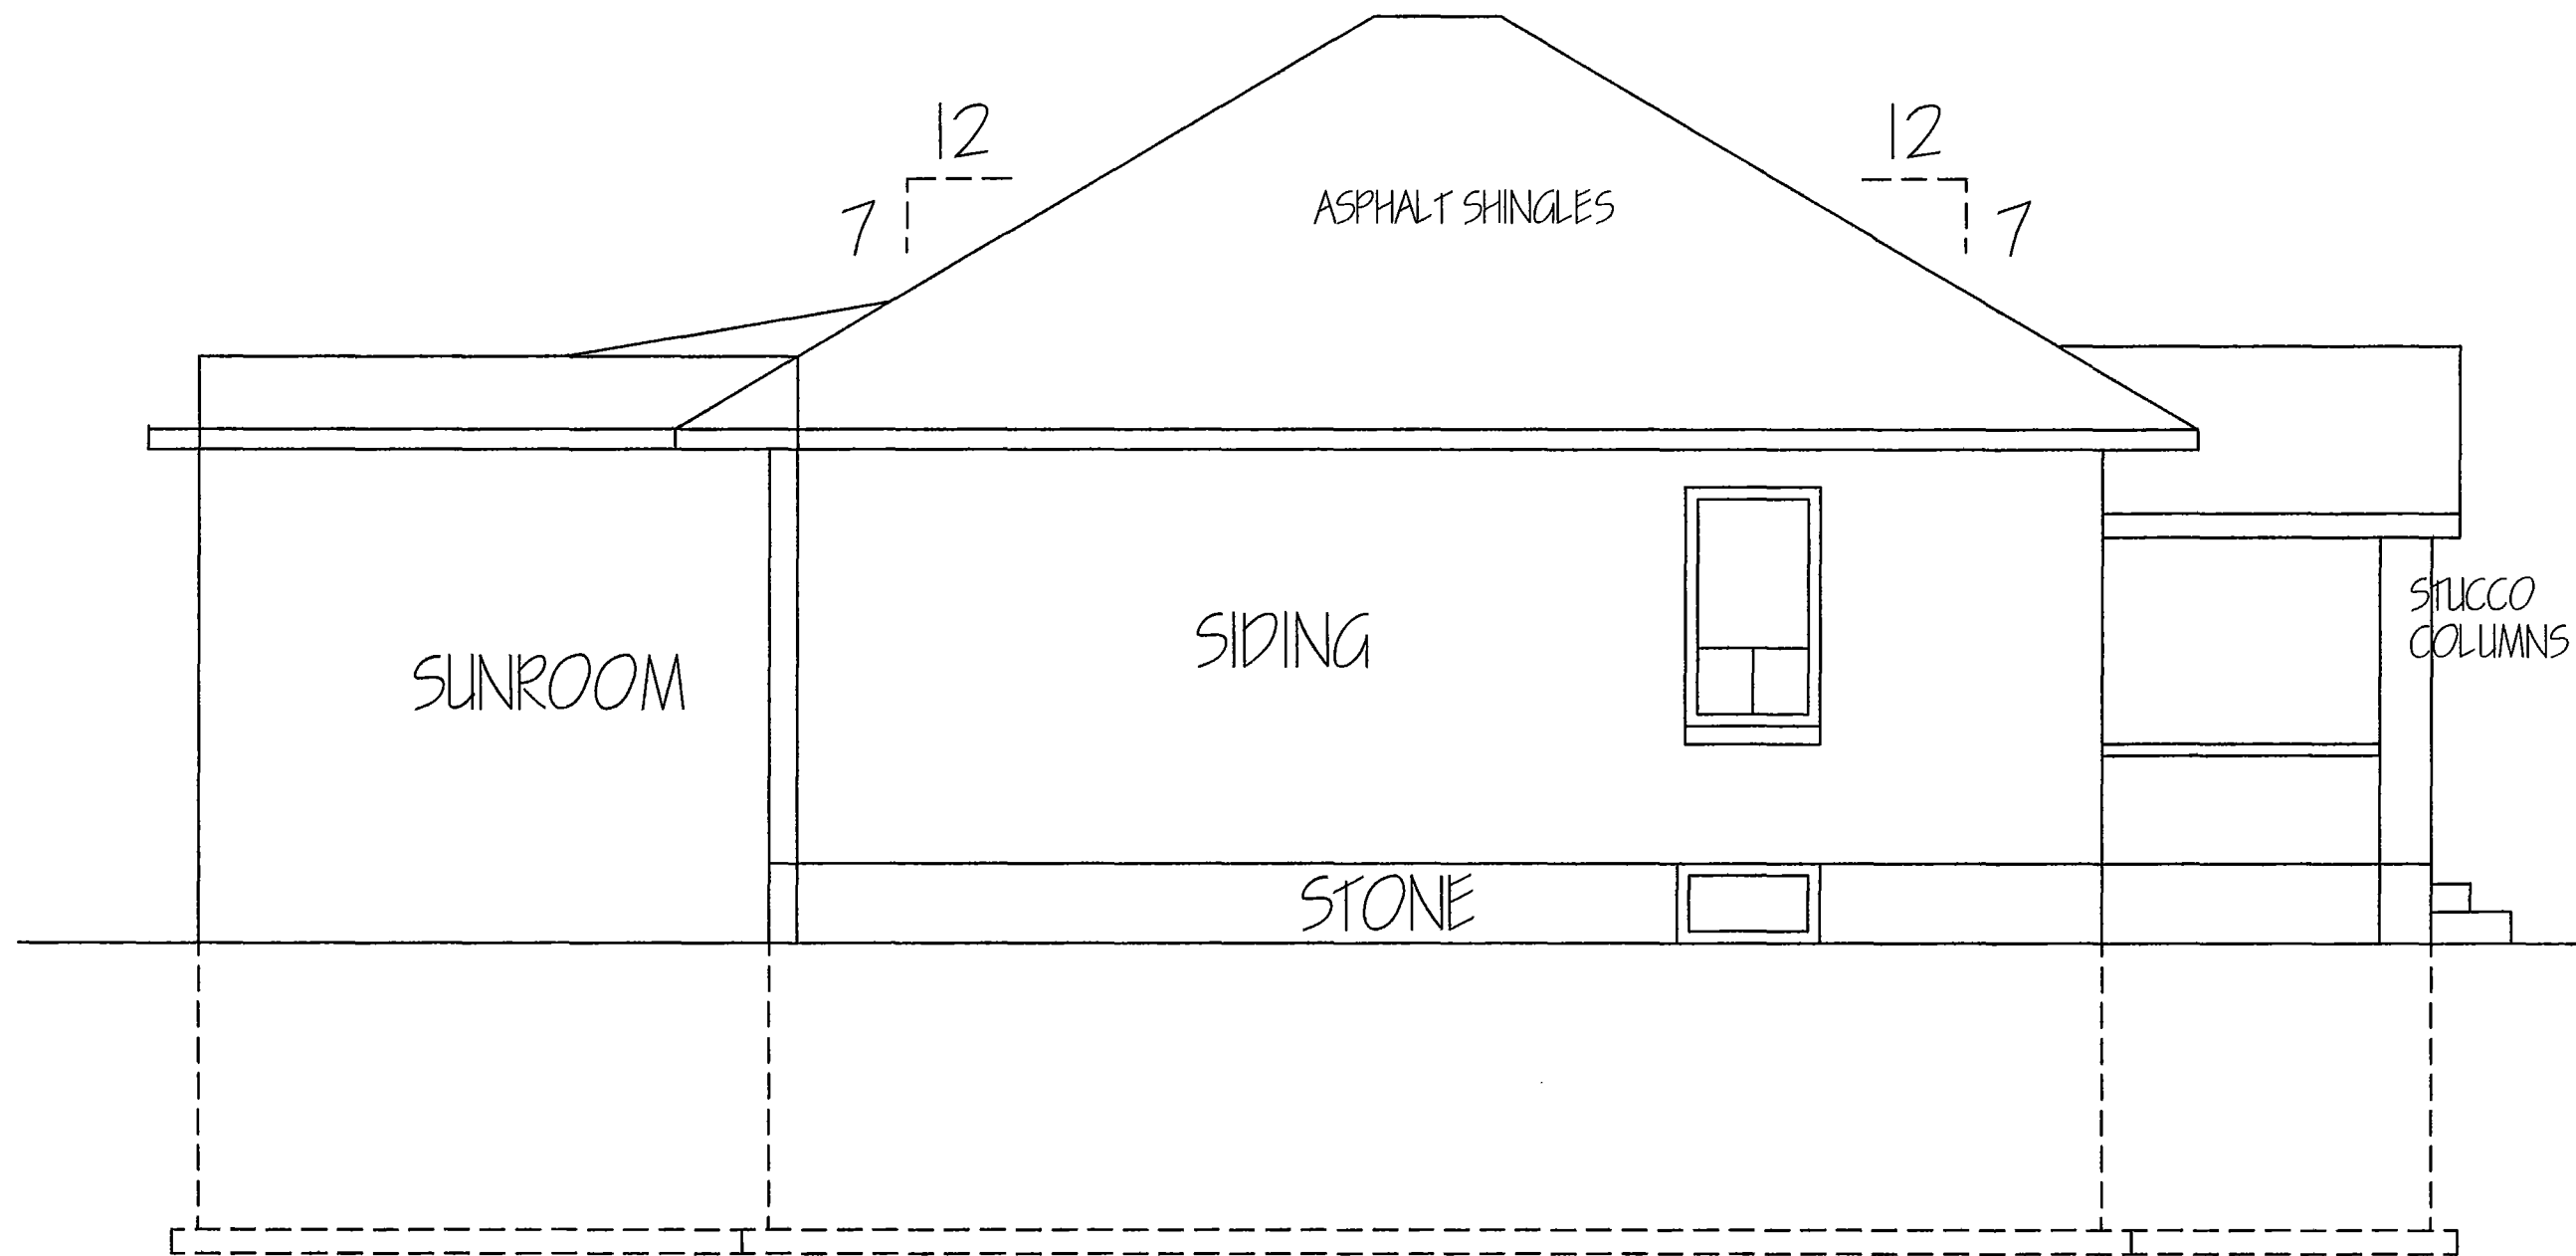 12
12
7
7
ASPHALT SHINGLES
STUCCO
COLUMNS
SIDING
SUNROOM
STONE